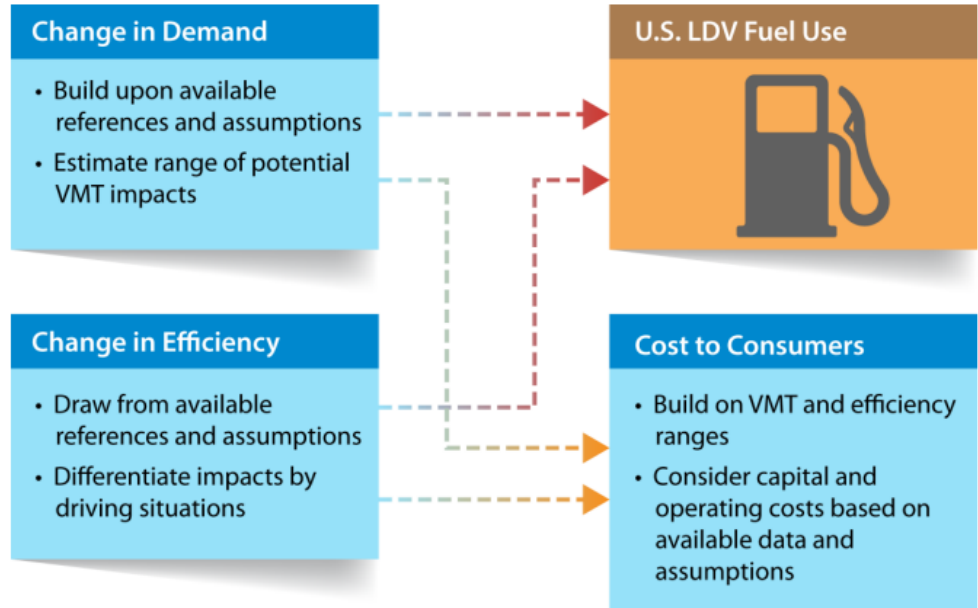 Change in Demand
• Build upon available
references and assumptions
• Estimate range of potential
VMT impacts
U.S. LDV Fuel Use
Change in Efficiency
• Draw from available
references and assumptions
• Differentiate impacts by
driving situations
Cost to Consumers
• Build on VMT and efficiency
ranges
• Consider capital and
operating costs based on
available data and
assumptions